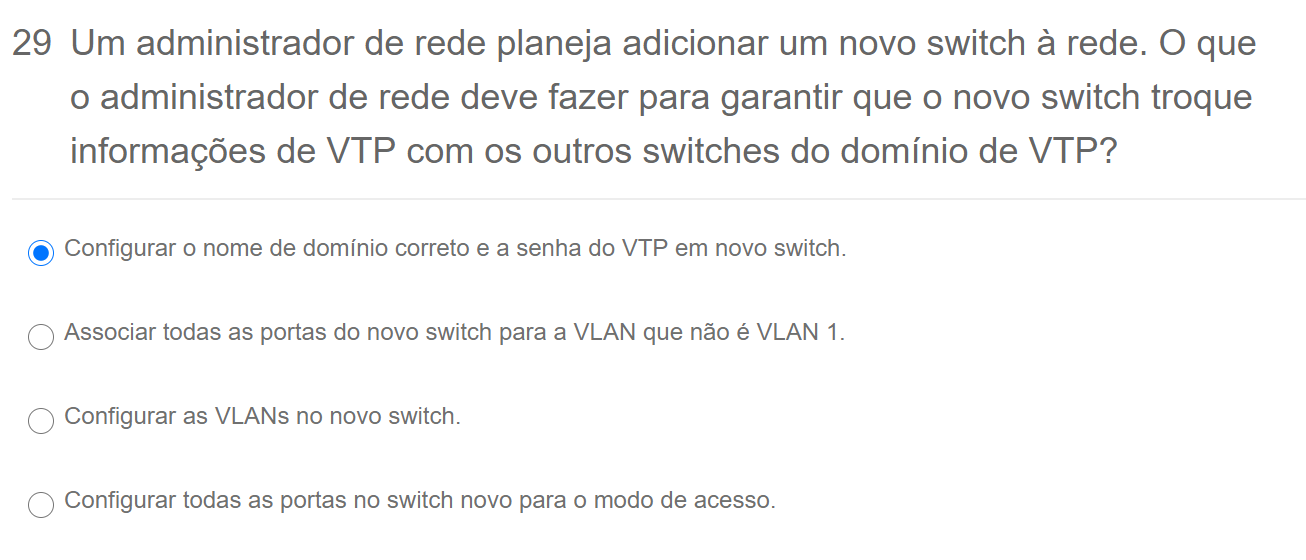 29 Um administrador de rede planeja adicionar um novo switch à rede. O que
o administrador de rede deve fazer para garantir que o novo switch troque
informações de VTP com os outros switches do domínio de VTP?
Configurar o nome de domínio correto e a senha do VTP em novo switch.
Associar todas as portas do novo switch para a VLAN que não é VLAN 1.
Configurar as VLANs no novo switch.
Configurar todas as portas no switch novo para o modo de acesso.